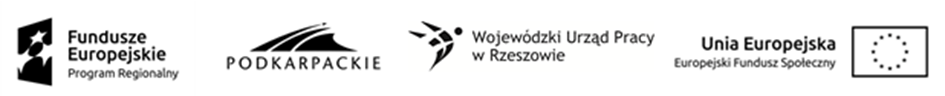 Fundusze
Europejskie
Program Regionalny
PODKARPACKIE
Wojewódzki Urząd Pracy
w Rzeszowie
Unia Europejska
Europejski Fundusz Społeczny